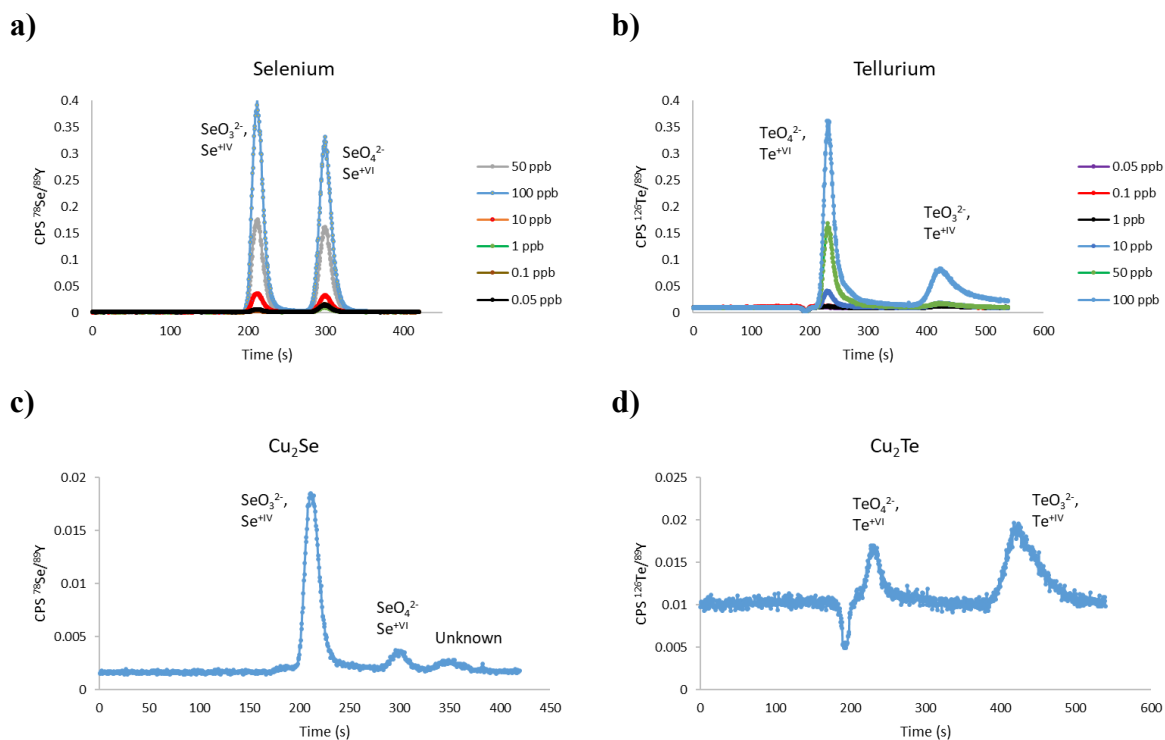 a)
Selenium
CPS ⁷⁸Se/⁸⁹Y
0.4
0.35
0.3
0.25
0.2
0.15
0.1
0.05
0
SeO₃²⁻,
Se⁺ᴵⱽ
SeO₄²⁻
Se⁺ⱽᴵ
50 ppb
100 ppb
10 ppb
1 ppb
0.1 ppb
0.05 ppb
0 100 200 300 400
Time (s)
b)
Tellurium
CPS ¹²⁶Te/⁸⁹Y
0.4
0.35
0.3
0.25
0.2
0.15
0.1
0.05
0
TeO₄²⁻,
Te⁺ⱽᴵ
TeO₃²⁻,
Te⁺ᴵⱽ
0.05 ppb
0.1 ppb
1 ppb
10 ppb
50 ppb
100 ppb
0 100 200 300 400 500 600
Time (s)
c)
Cu₂Se
CPS ⁷⁸Se/⁸⁹Y
0.02
0.015
0.01
0.005
0
SeO₃²⁻,
Se⁺ᴵⱽ
SeO₄²⁻
Se⁺ⱽᴵ
Unknown
0 50 100 150 200 250 300 350 400 450
Time (s)
d)
Cu₂Te
CPS ¹²⁶Te/⁸⁹Y
0.025
0.02
0.015
0.01
0.005
0
TeO₄²⁻,
Te⁺ⱽᴵ
TeO₃²⁻,
Te⁺ᴵⱽ
0 100 200 300 400 500 600
Time (s)